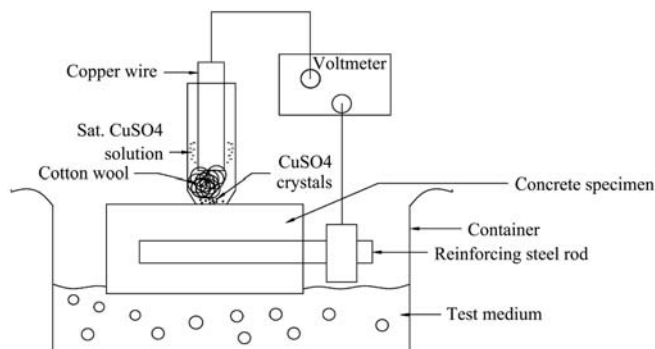 Copper wire
Voltmeter
Sat. CuSO4
solution
Cotton wool
CuSO4
crystals
Concrete specimen
Container
Reinforcing steel rod
Test medium